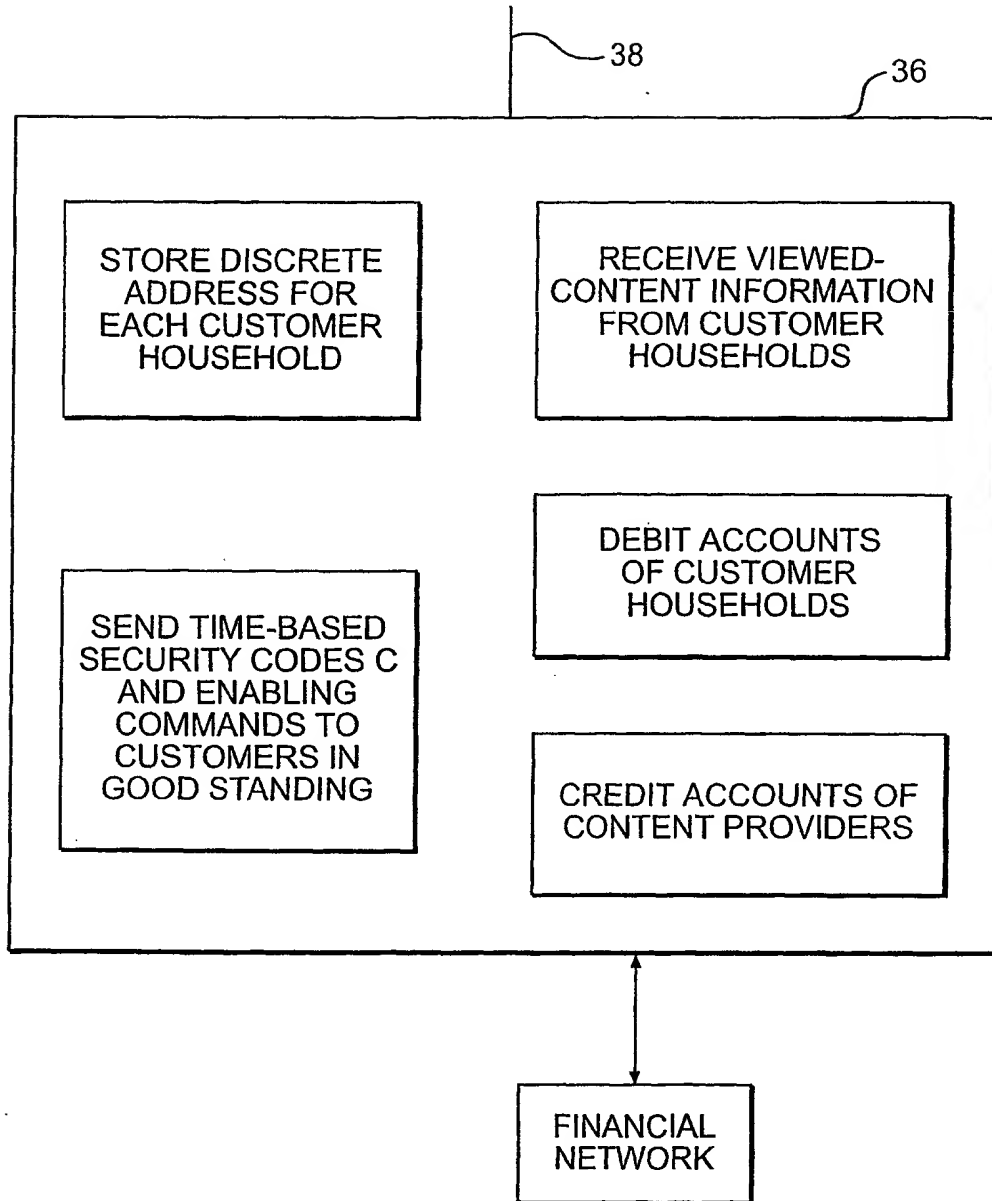 38
36
STORE DISCRETE
ADDRESS FOR
EACH CUSTOMER
HOUSEHOLD
RECEIVE VIEWED-
CONTENT INFORMATION
FROM CUSTOMER
HOUSEHOLDS
SEND TIME-BASED
SECURITY CODES C
AND ENABLING
COMMANDS TO
CUSTOMERS IN
GOOD STANDING
DEBIT ACCOUNTS
OF CUSTOMER
HOUSEHOLDS
CREDIT ACCOUNTS OF
CONTENT PROVIDERS
FINANCIAL
NETWORK